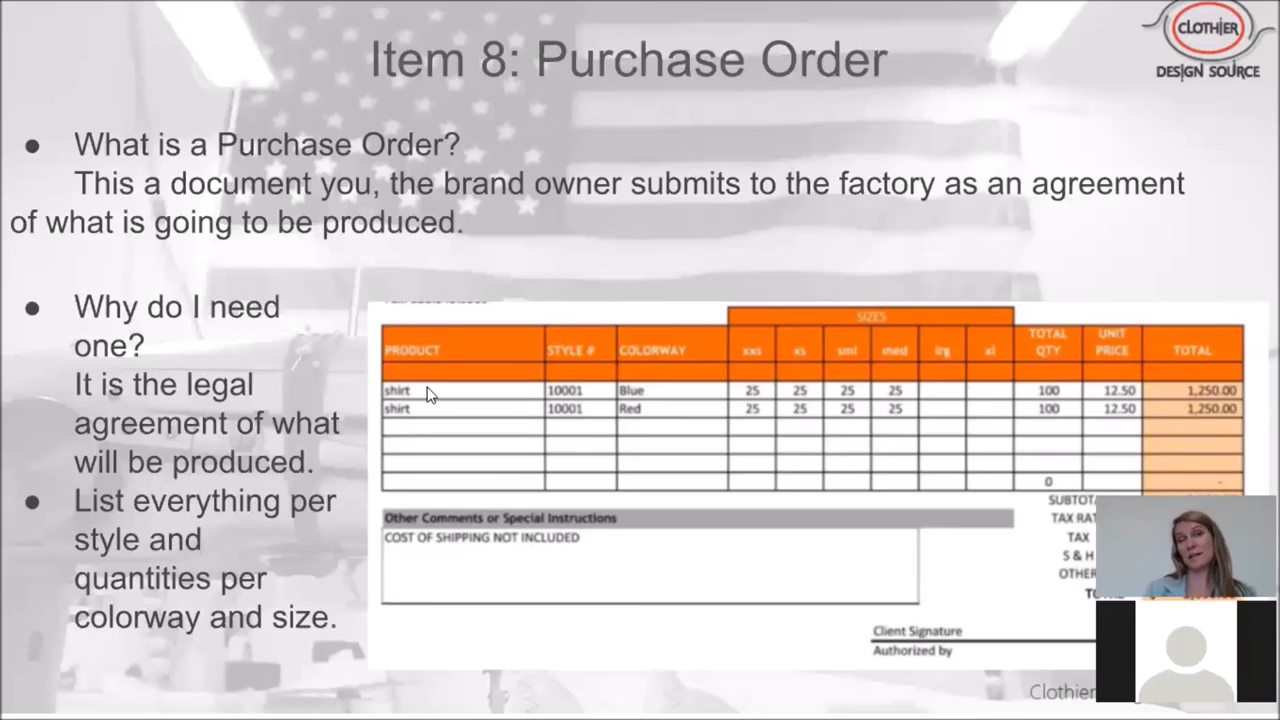 CLOTHIER
DESIGN SOURCE
Item 8: Purchase Order
● What is a Purchase Order?
This a document you, the brand owner submits to the factory as an agreement
of what is going to be produced.
● Why do I need
one?
It is the legal
agreement of what
will be produced.
● List everything per
style and
quantities per
colorway and size.
SIZES
PRODUCT STYLE # COLORWAY xxs xs sml med lrg xl TOTAL QTY UNIT PRICE TOTAL
shirt 10001 Blue 25 25 25 25 100 12.50 1,250.00
shirt 10001 Red 25 25 25 25 100 12.50 1,250.00
0 -
SUBTOT
Other Comments or Special Instructions TAX RAT
COST OF SHIPPING NOT INCLUDED TAX
S & H
OTHER
Client Signature
Authorized by
Clothier